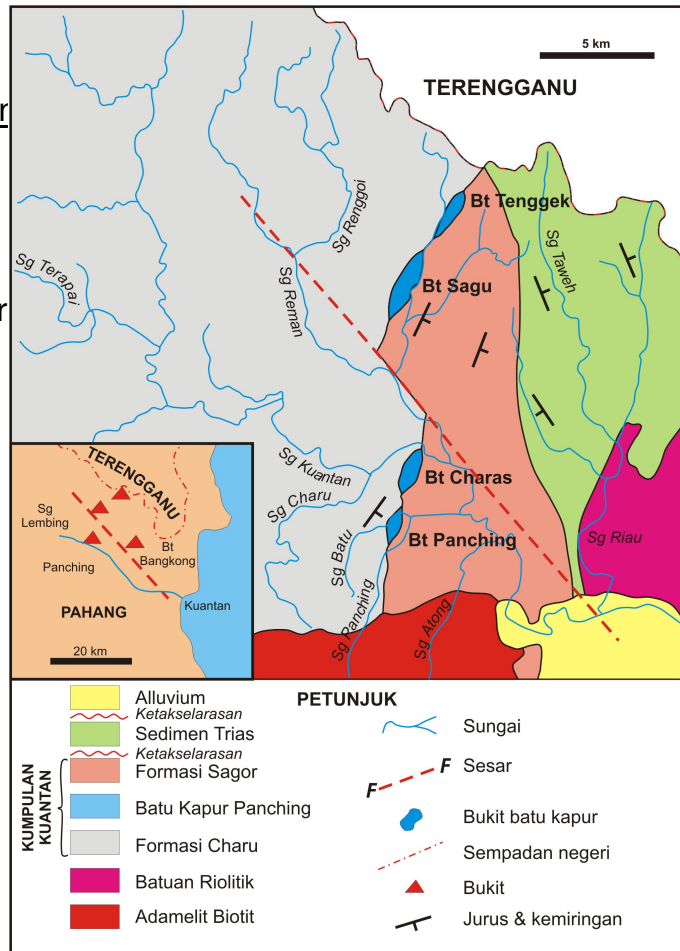 5 km
TERENGGANU
r
Bt Tenggek
Sg Renggoi
Sg Taweh
Sg Terapai
Sg Reman
Bt Sagu
r
Sg Kuantan
Bt Charas
Sg Charu
Sg Batu
Bt Panching
Sg Riau
Sg Panching
Sg Atong
TERENGGANU
Sg
Lembing
Bt
Bangkong
Panching
Kuantan
PAHANG
20 km
PETUNJUK
Alluvium
Ketakselarasan
Sedimen Trias
Ketakselarasan
KUMPULAN
KUANTAN
Formasi Sagor
Batu Kapur Panching
Formasi Charu
Batuan Riolitik
Adamelit Biotit
Sungai
F F Sesar
Bukit batu kapur
Sempadan negeri
Bukit
Jurus & kemiringan